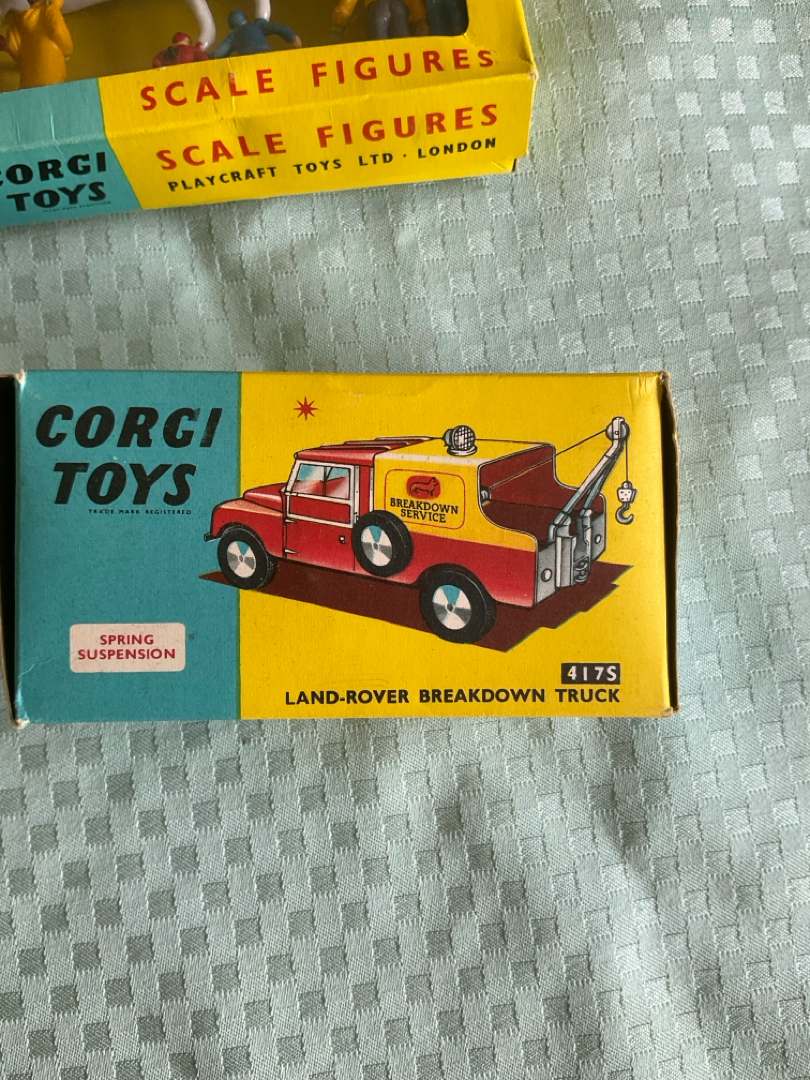 SCALE FIGURES
SCALE FIGURES
PLAYCRAFT TOYS LTD · LONDON
CORGI
TOYS
CORGI
TOYS
TRADE MARK REGISTERED
BREAKDOWN
SERVICE
SPRING
SUSPENSION
417S
LAND-ROVER BREAKDOWN TRUCK